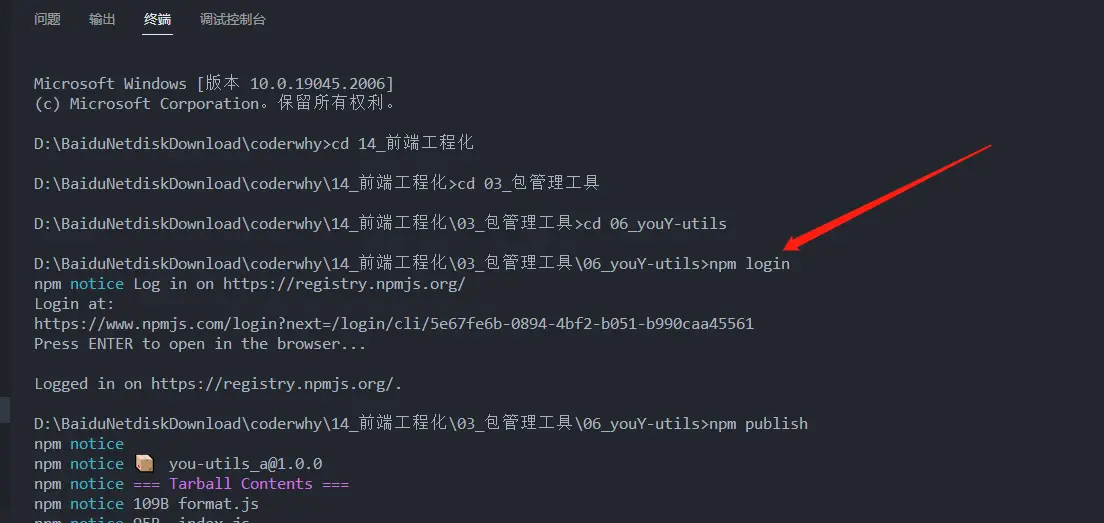 问题 输出 终端 调试控制台
Microsoft Windows [版本 10.0.19045.2006]
(c) Microsoft Corporation。保留所有权利。
D:\BaiduNetdiskDownload\coderwhy>cd 14_前端工程化
D:\BaiduNetdiskDownload\coderwhy\14_前端工程化>cd 03_包管理工具
D:\BaiduNetdiskDownload\coderwhy\14_前端工程化\03_包管理工具>cd 06_youY-utils
D:\BaiduNetdiskDownload\coderwhy\14_前端工程化\03_包管理工具\06_youY-utils>npm login
npm notice Log in on https://registry.npmjs.org/
Login at:
https://www.npmjs.com/login?next=/login/cli/5e67fe6b-0894-4bf2-b051-b990caa45561
Press ENTER to open in the browser...
Logged in on https://registry.npmjs.org/.
D:\BaiduNetdiskDownload\coderwhy\14_前端工程化\03_包管理工具\06_youY-utils>npm publish
npm notice
npm notice 📦 you-utils_a@1.0.0
npm notice === Tarball Contents ===
npm notice 109B format.js
npm notice 95B index.js